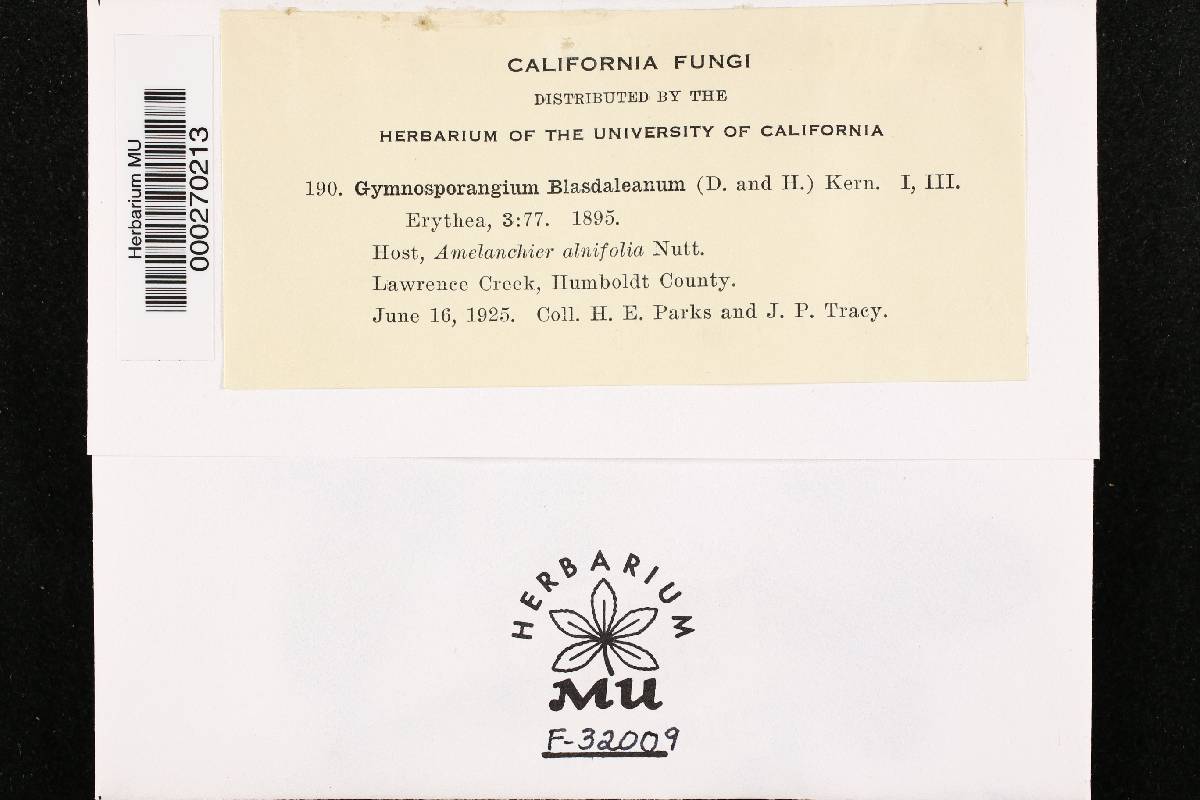 Herbarium MU
000270213
CALIFORNIA FUNGI
DISTRIBUTED BY THE
HERBARIUM OF THE UNIVERSITY OF CALIFORNIA
190. Gymnosporangium Blasdaleanum (D. and H.) Kern. I, III.
Erythea, 3:77. 1895.
Host, Amelanchier alnifolia Nutt.
Lawrence Creek, Humboldt County.
June 16, 1925. Coll. H. E. Parks and J. P. Tracy.
HERBARIUM
MU
F-32009